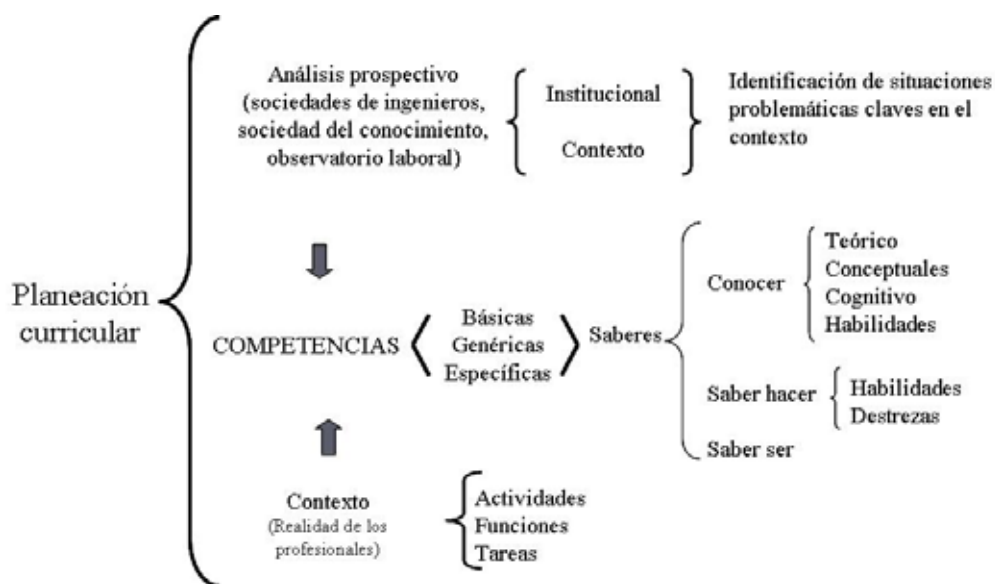 Planeación
curricular
Análisis prospectivo
(sociedades de ingenieros,
sociedad del conocimiento,
observatorio laboral)
Institucional
Contexto
Identificación de situaciones
problemáticas claves en el
contexto
COMPETENCIAS
Básicas
Genéricas
Específicas
Saberes
Conocer
Teórico
Conceptuales
Cognitivo
Habilidades
Saber hacer
Habilidades
Destrezas
Saber ser
Contexto
(Realidad de los
profesionales)
Actividades
Funciones
Tareas